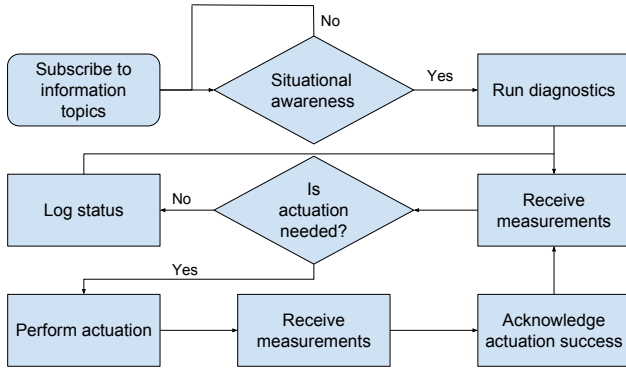 No
Subscribe to
information
topics
Situational
awareness
Yes
Run diagnostics
Log status
No
Is
actuation
needed?
Receive
measurements
Yes
Perform actuation
Receive
measurements
Acknowledge
actuation success